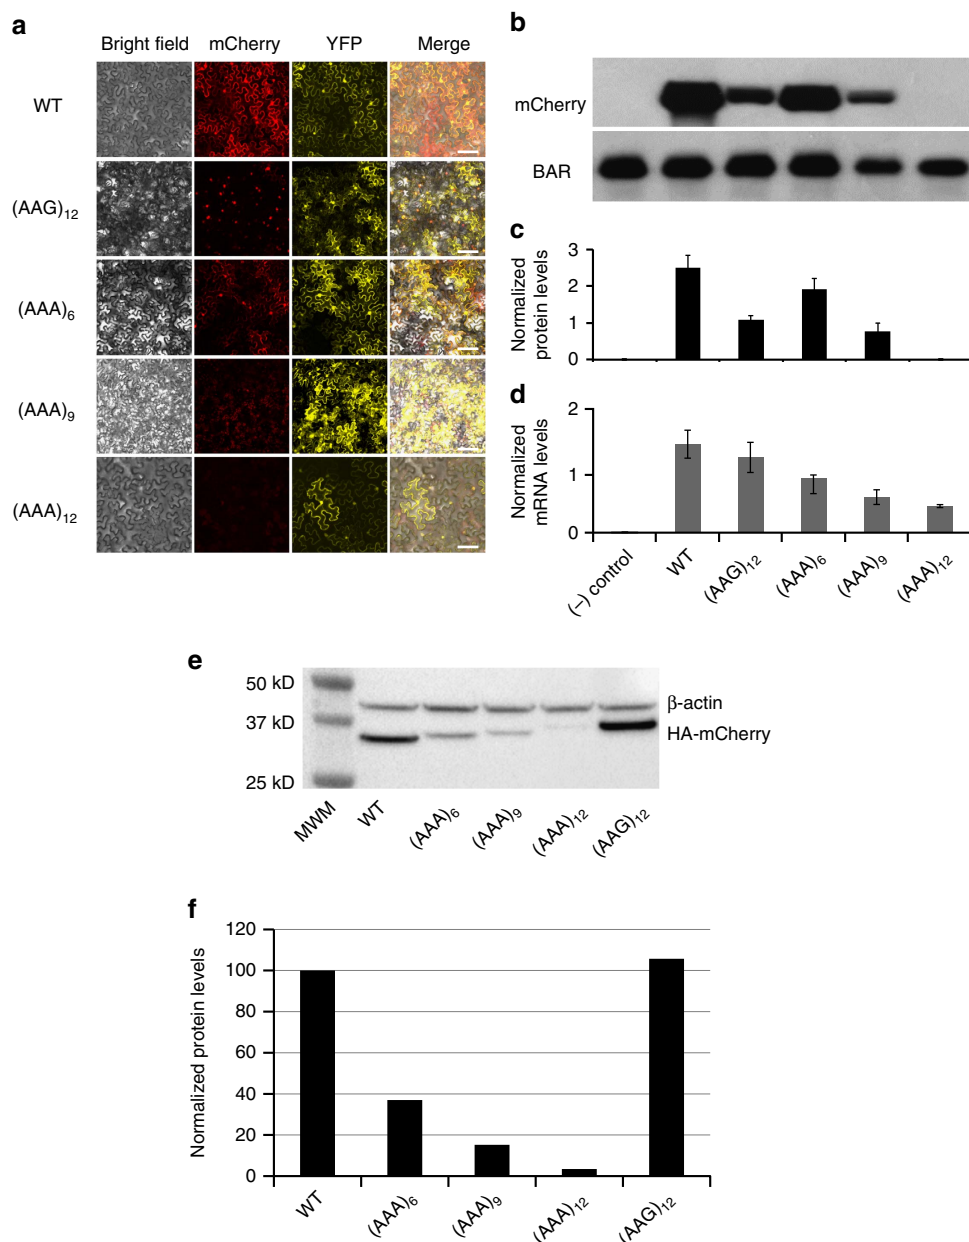 a
Bright field mCherry YFP Merge
WT
(AAG)12
(AAA)6
(AAA)9
(AAA)12
b
mCherry
BAR
c
Normalized
protein levels
3
2
1
0
d
Normalized
mRNA levels
2
1
0
(–) control WT (AAG)12 (AAA)6 (AAA)9 (AAA)12
e
50 kD
37 kD
25 kD
β-actin
HA-mCherry
MWM WT (AAA)6 (AAA)9 (AAA)12 (AAG)12
f
Normalized protein levels
120
100
80
60
40
20
0
WT (AAA)6 (AAA)9 (AAA)12 (AAG)12